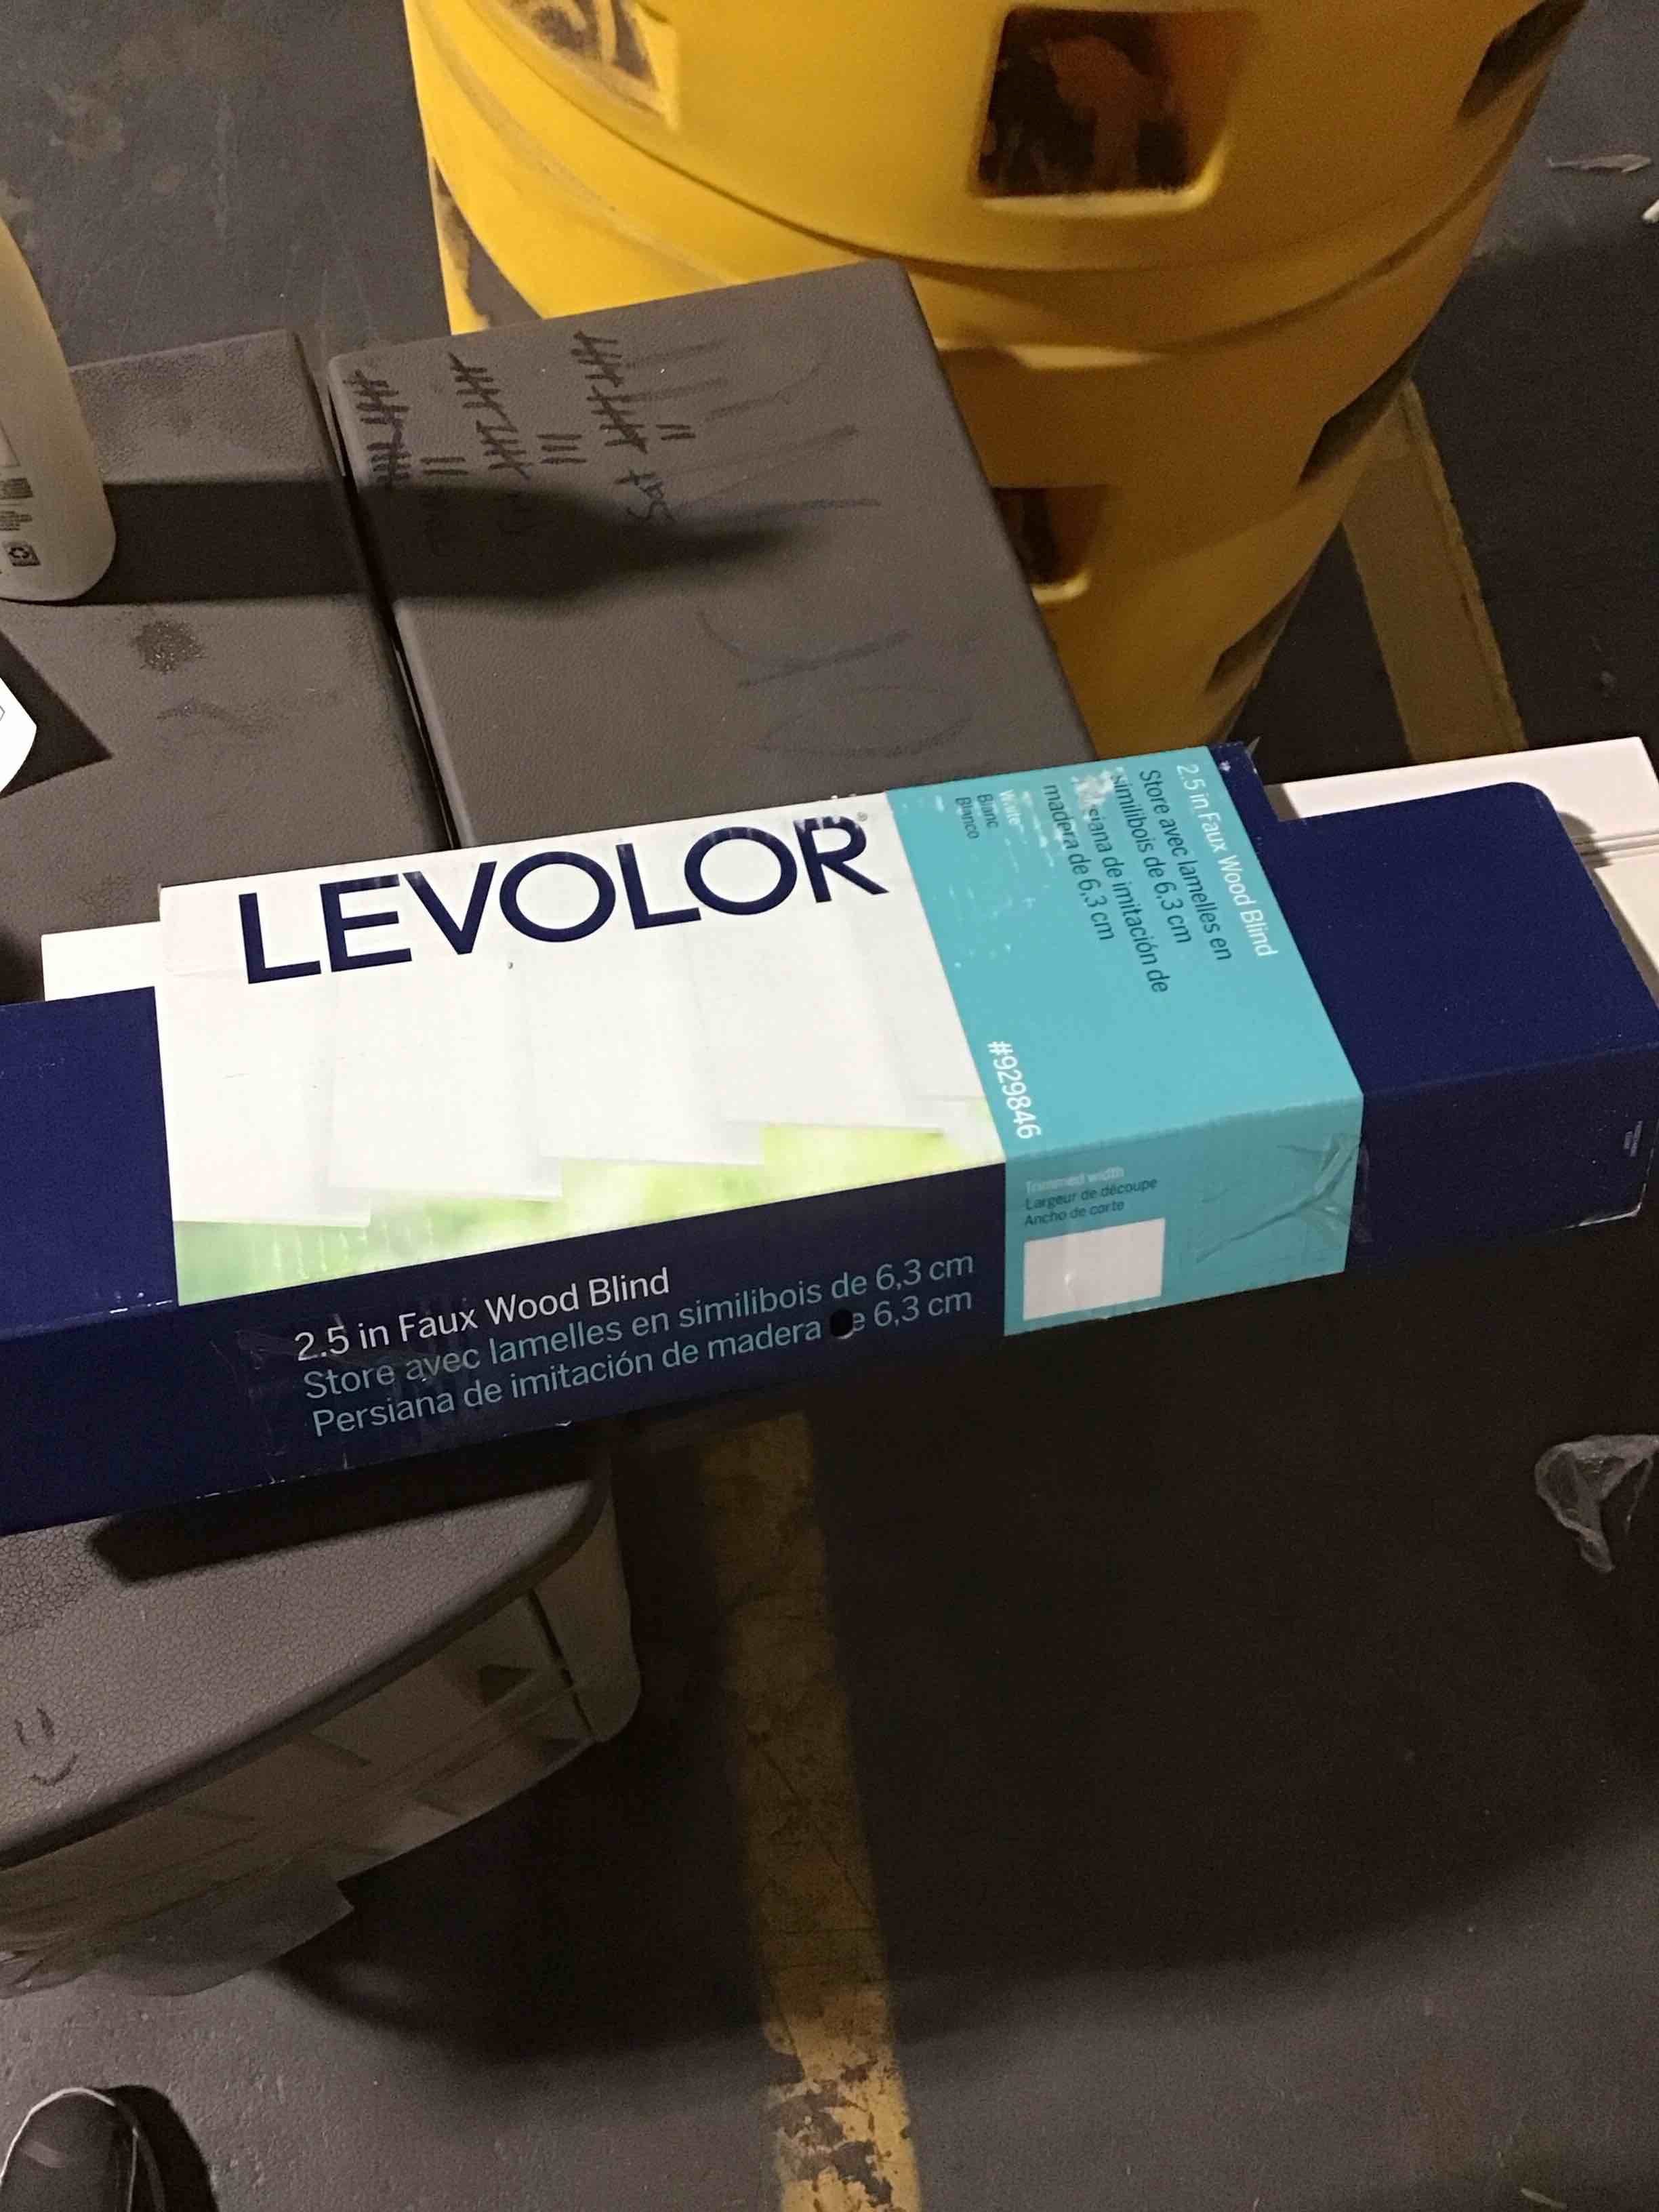 Sat
LEVOLOR®
2.5 in Faux Wood Blind
Store avec lamelles en
similibois de 6,3 cm
de imitación de
madera de 6,3 cm
White
Blanc
Blanco
#929846
Trimmed width
Largeur de découpe
Ancho de corte
2.5 in Faux Wood Blind
Store avec lamelles en similibois de 6,3 cm
Persiana de imitación de madera 6,3 cm